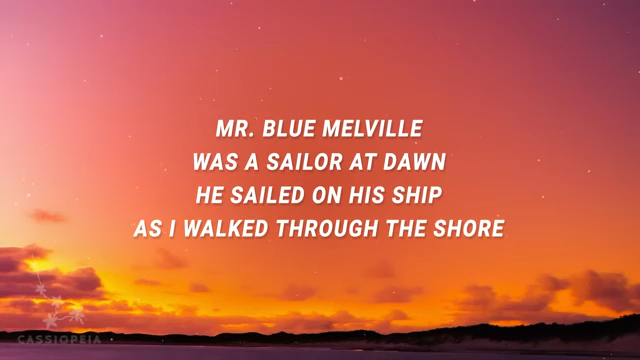 MR. BLUE MELVILLE
WAS A SAILOR AT DAWN
HE SAILED ON HIS SHIP
AS I WALKED THROUGH THE SHORE
CASSIOPEIA